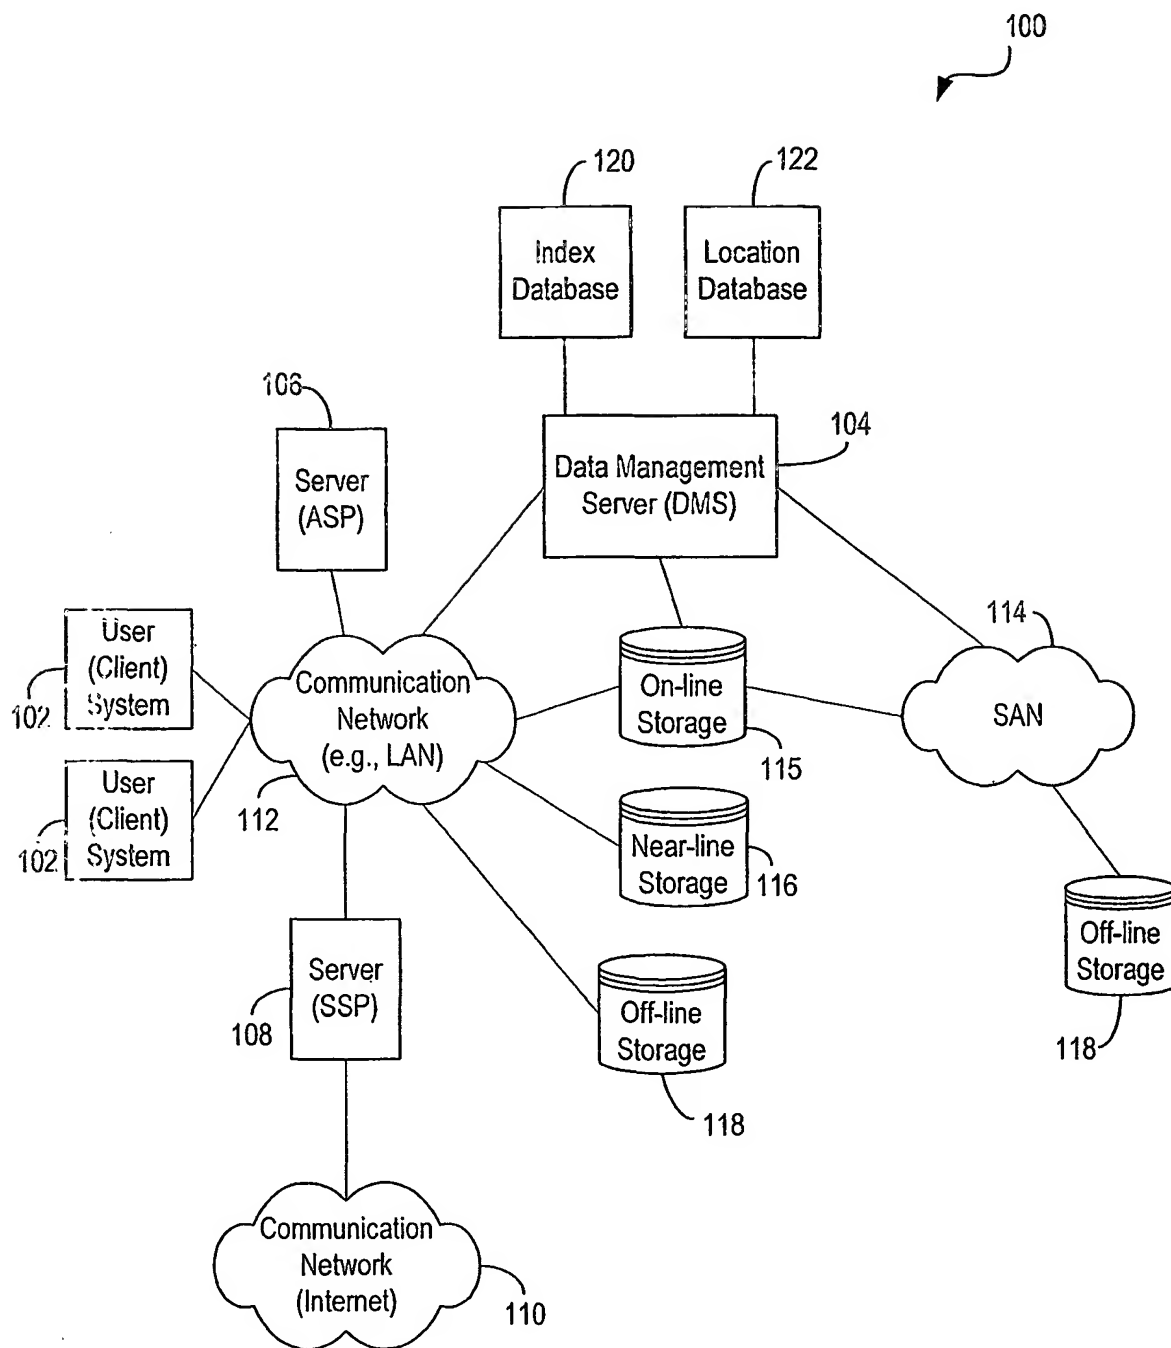 100
120
122
Index
Database
Location
Database
106
104
Server
(ASP)
Data Management
Server (DMS)
114
User
(Client)
System
102
Communication
Network
(e.g., LAN)
112
On-line
Storage
115
SAN
User
(Client)
System
102
Near-line
Storage
116
Server
(SSP)
108
Off-line
Storage
118
Off-line
Storage
118
Communication
Network
(Internet)
110